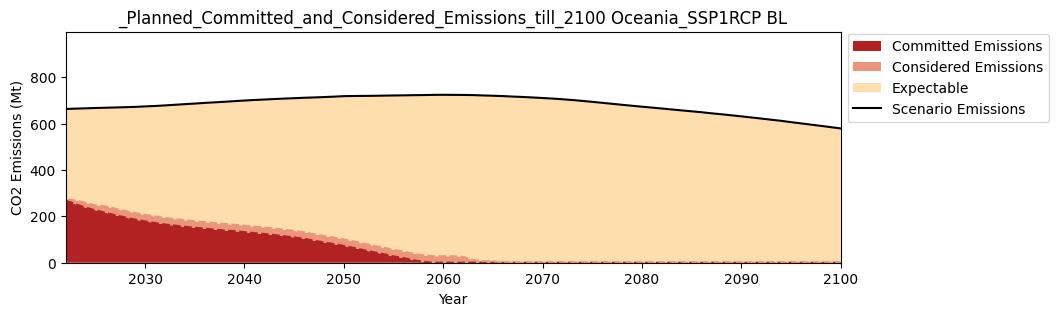 _Planned_Committed_and_Considered_Emissions_till_2100 Oceania_SSP1RCP BL
Committed Emissions
Considered Emissions
Expectable
Scenario Emissions
CO2 Emissions (Mt)
800
600
400
200
0
2030 2040 2050 2060 2070 2080 2090 2100
Year